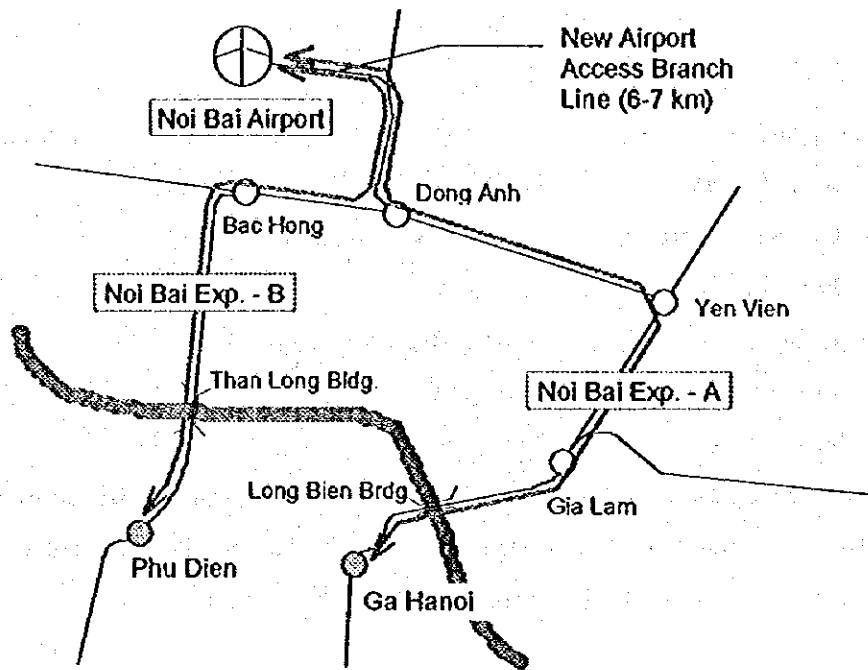 New Airport
Access Branch
Line (6-7 km)
Noi Bai Airport
Dong Anh
Bac Hong
Noi Bai Exp. - B
Yen Vien
Than Long Bldg.
Noi Bai Exp. - A
Long Bien Brdg
Gia Lam
Phu Dien
Ga Hanoi